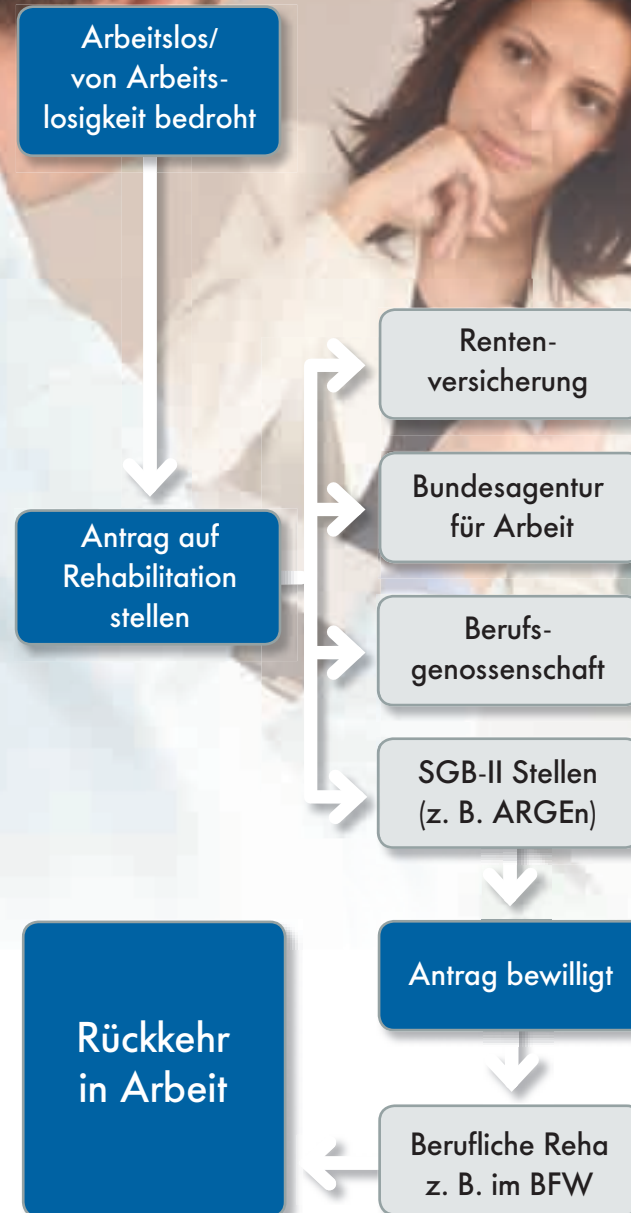 Arbeitslos/
von Arbeits-
losigkeit bedroht
Antrag auf
Rehabilitation
stellen
Renten-
versicherung
Bundesagentur
für Arbeit
Berufs-
genossenschaft
SGB-II Stellen
(z. B. ARGEn)
Antrag bewilligt
Berufliche Reha
z. B. im BFW
Rückkehr
in Arbeit